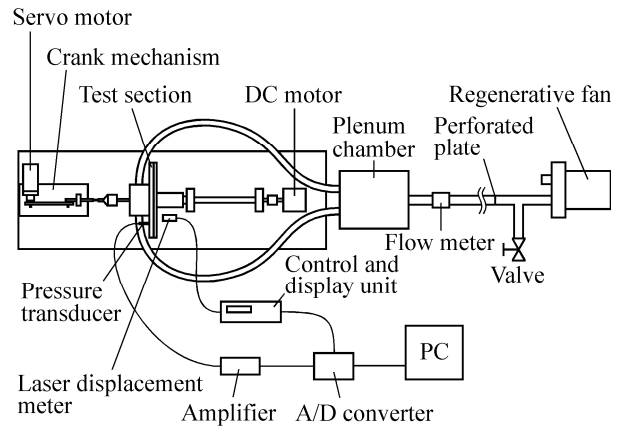 Servo motor
Crank mechanism
Test section
DC motor
Regenerative fan
Plenum
chamber
Perforated
plate
Flow meter
Valve
Pressure
transducer
Control and
display unit
Laser displacement
meter
Amplifier
A/D converter
PC